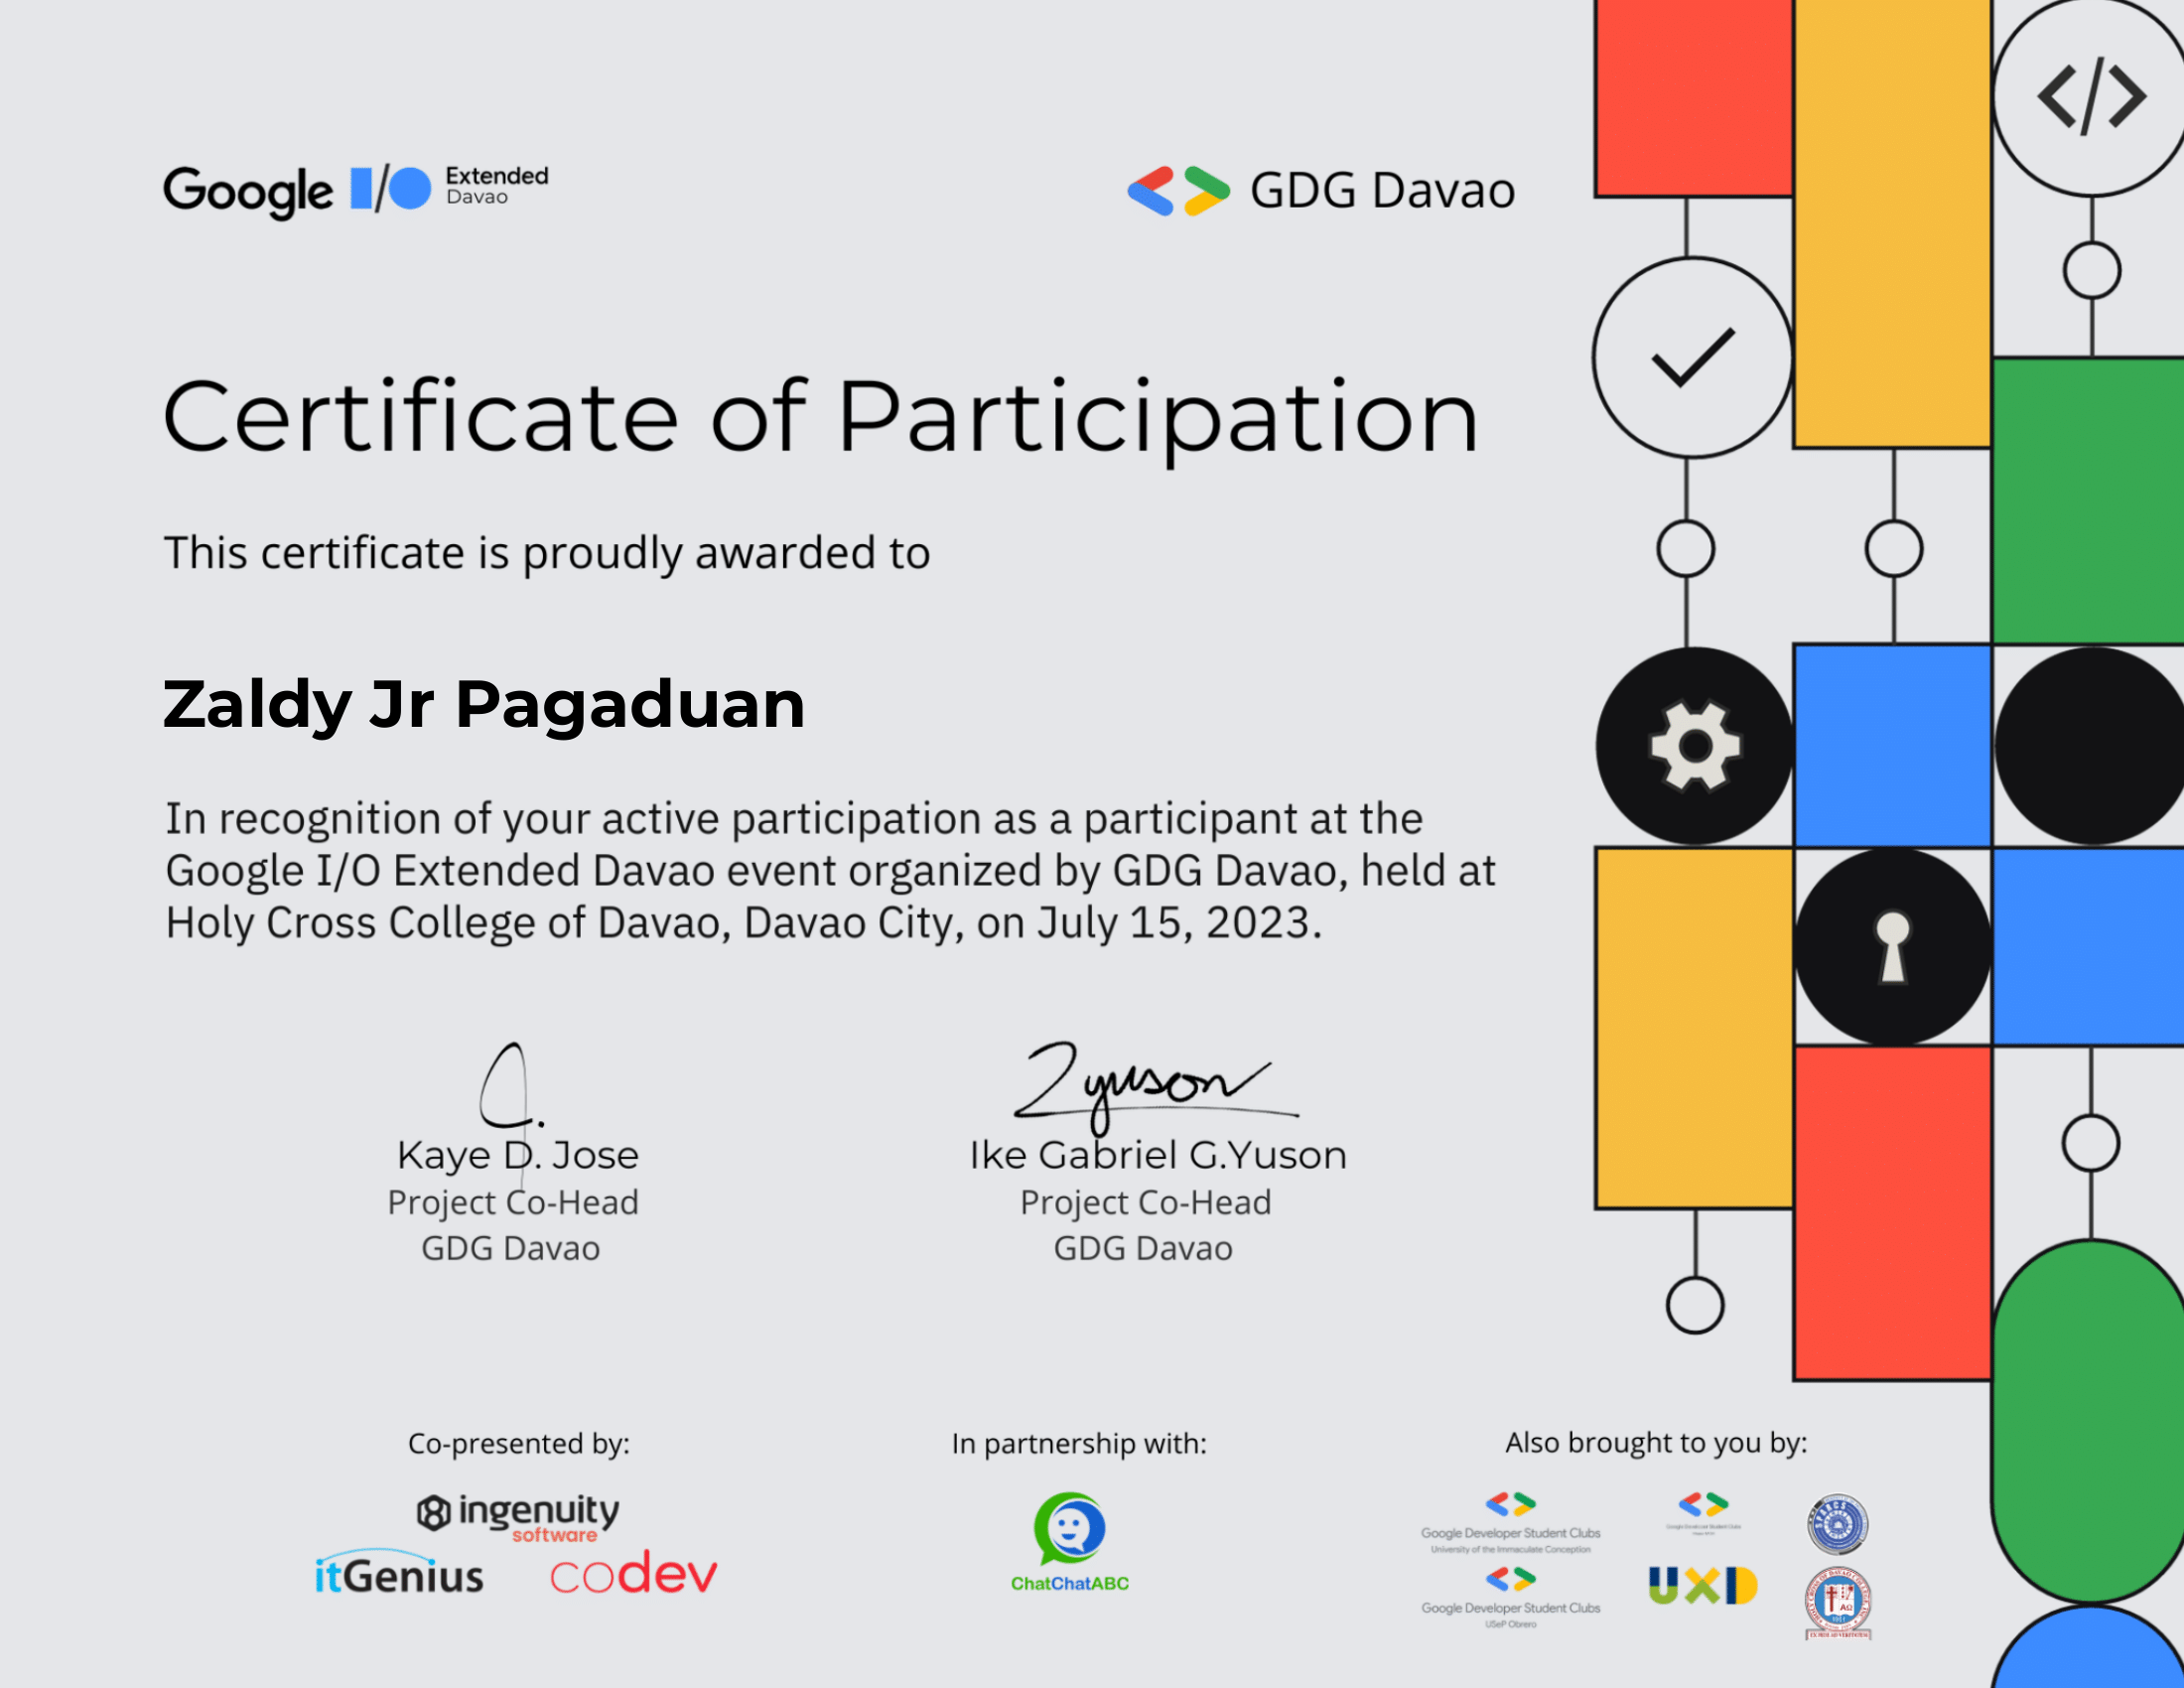 Google I/O Extended
Davao
GDG Davao
</>
Certificate of Participation
This certificate is proudly awarded to
Zaldy Jr Pagaduan
In recognition of your active participation as a participant at the
Google I/O Extended Davao event organized by GDG Davao, held at
Holy Cross College of Davao, Davao City, on July 15, 2023.
Kaye D. Jose
Project Co-Head
GDG Davao
Zyuson
Ike Gabriel G.Yuson
Project Co-Head
GDG Davao
Co-presented by:
ingenuity
software
itGenius
codev
In partnership with:
ChatChatABC
Also brought to you by:
Google Developer Student Clubs
University of the Immaculate Conception
Google Developer Student Clubs
Google Developer Student Clubs
USeP Obrero
UXD